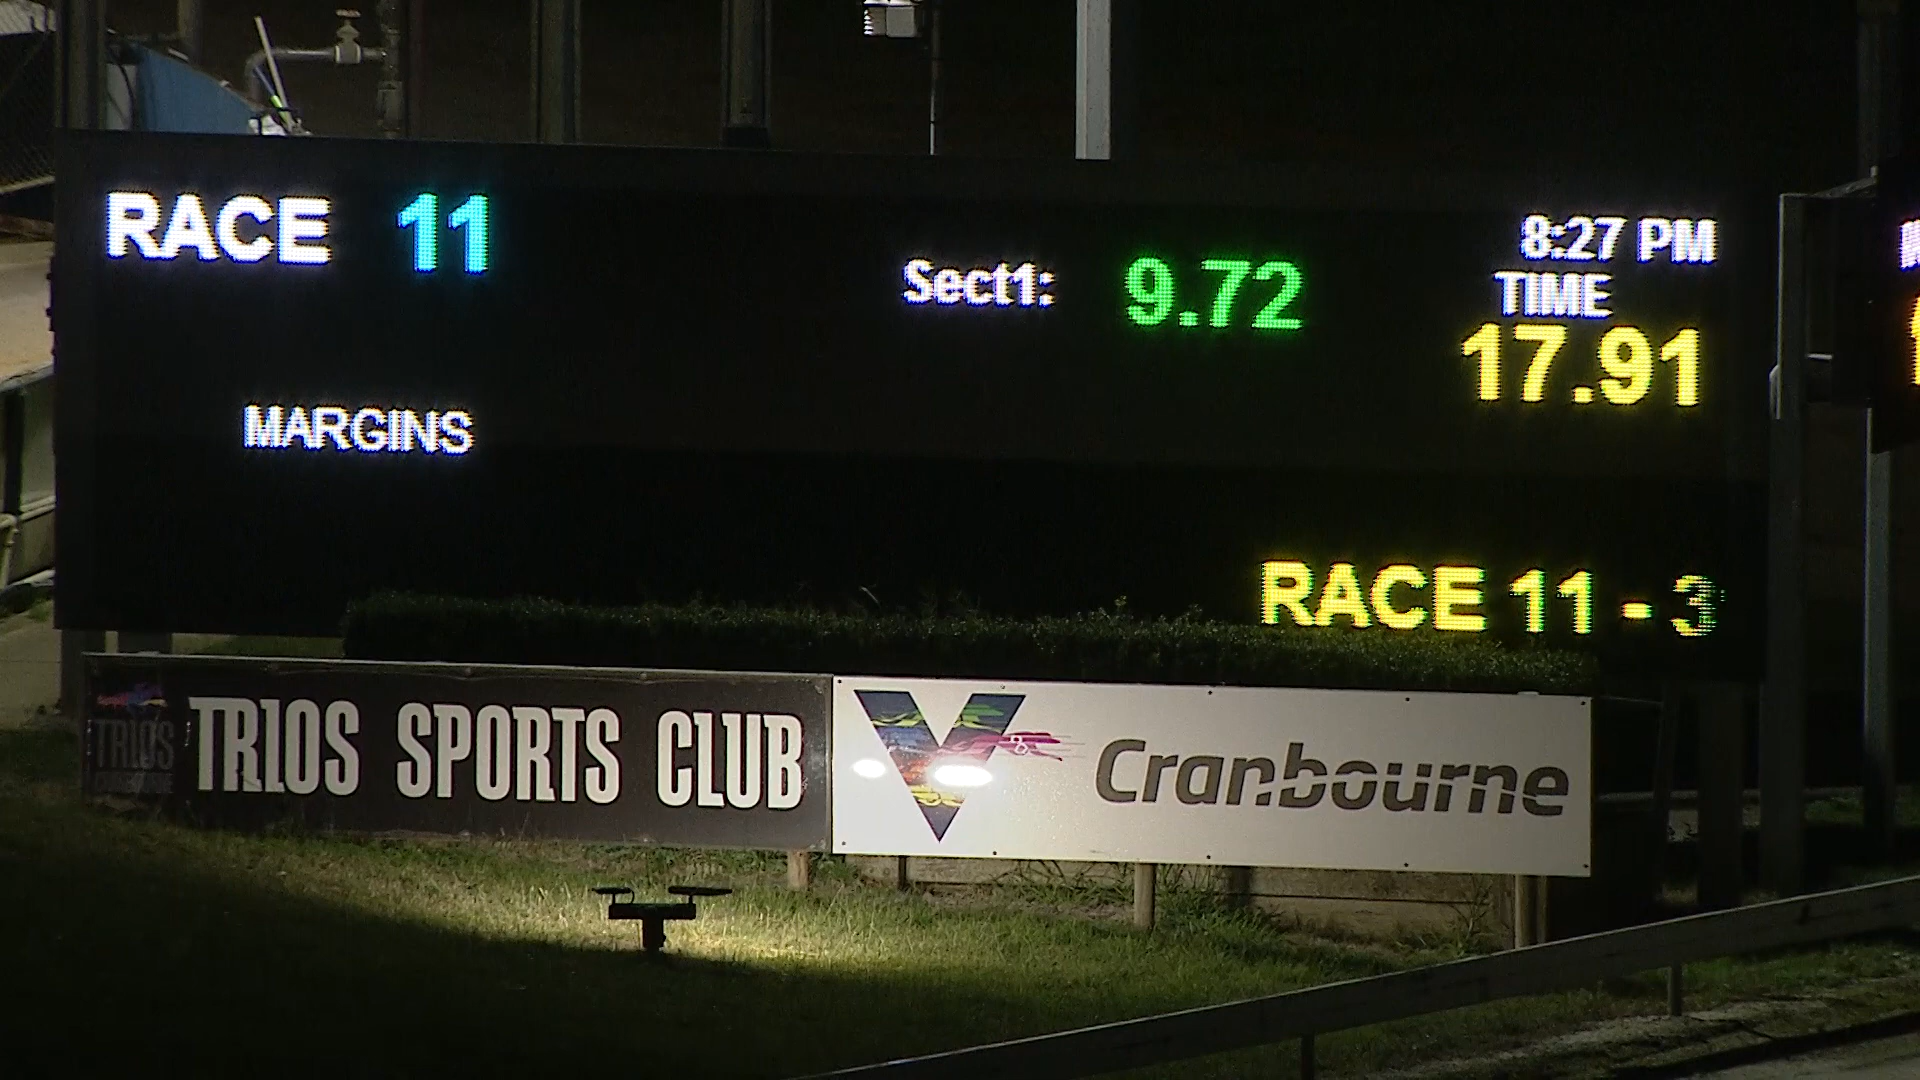 RACE 11
8:27 PM
Sect1: 9.72
TIME
17.91
MARGINS
RACE 11 - 3
TRIOS
TRIOS SPORTS CLUB
Cranbourne